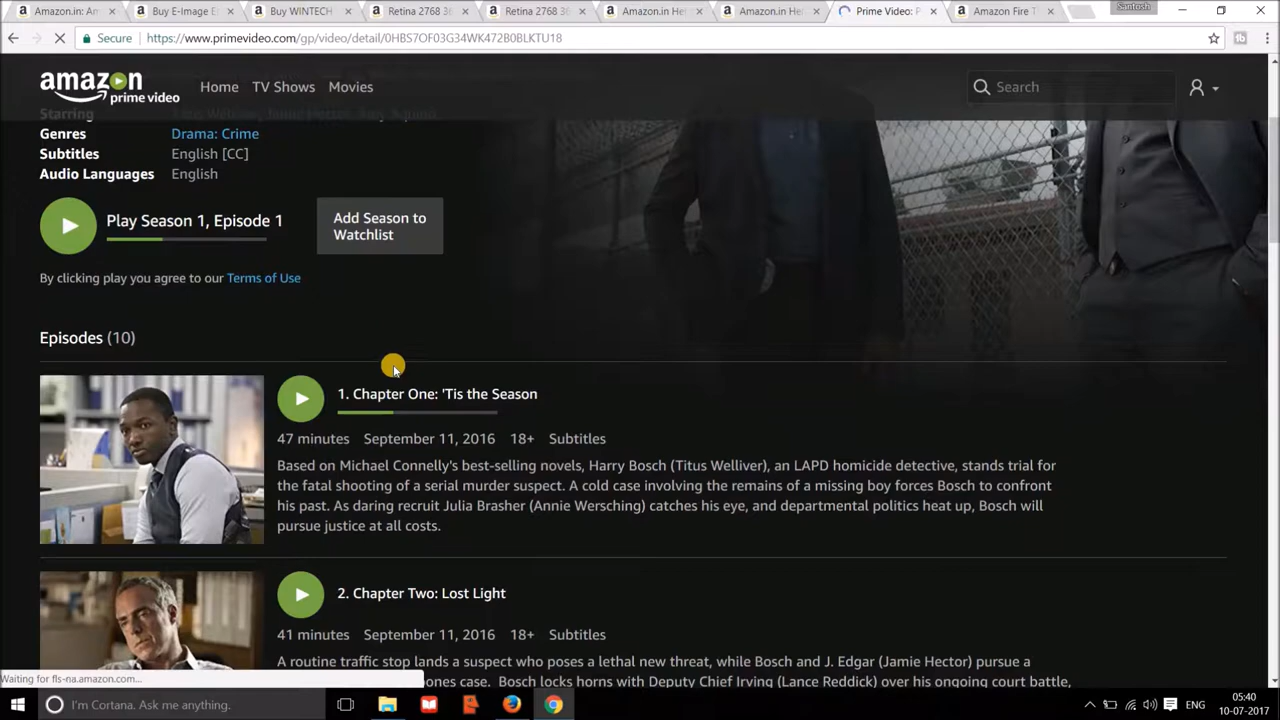 Amazon.in: Am
Buy E-Image E
Buy WINTECH
Retina 2768 36
Retina 2768 36
Amazon.in He
Amazon.in He
Prime Video: P
Amazon Fire T
Santosh
Secure
https://www.primevideo.com/gp/video/detail/0HBS7OF03G34WK472B0BLKTU18
amazon prime video
Home
TV Shows
Movies
Search
Starring
Genres Drama: Crime
Subtitles English [CC]
Audio Languages English
Play Season 1, Episode 1
Add Season to
Watchlist
By clicking play you agree to our Terms of Use
Episodes (10)
1. Chapter One: 'Tis the Season
47 minutes September 11, 2016 18+ Subtitles
Based on Michael Connelly's best-selling novels, Harry Bosch (Titus Welliver), an LAPD homicide detective, stands trial for
the fatal shooting of a serial murder suspect. A cold case involving the remains of a missing boy forces Bosch to confront
his past. As daring recruit Julia Brasher (Annie Wersching) catches his eye, and departmental politics heat up, Bosch will
pursue justice at all costs.
2. Chapter Two: Lost Light
41 minutes September 11, 2016 18+ Subtitles
A routine traffic stop lands a suspect who poses a lethal new threat, while Bosch and J. Edgar (Jamie Hector) pursue a
ones case. Bosch locks horns with Deputy Chief Irving (Lance Reddick) over his ongoing court battle,
Waiting for fls-na.amazon.com...
I'm Cortana. Ask me anything.
ENG
05:40
10-07-2017